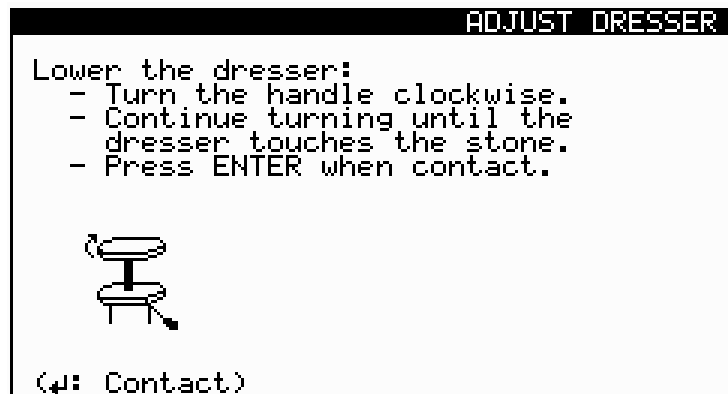 ADJUST DRESSER
Lower the dresser:
- Turn the handle clockwise.
- Continue turning until the
dresser touches the stone.
- Press ENTER when contact.
(↵: Contact)